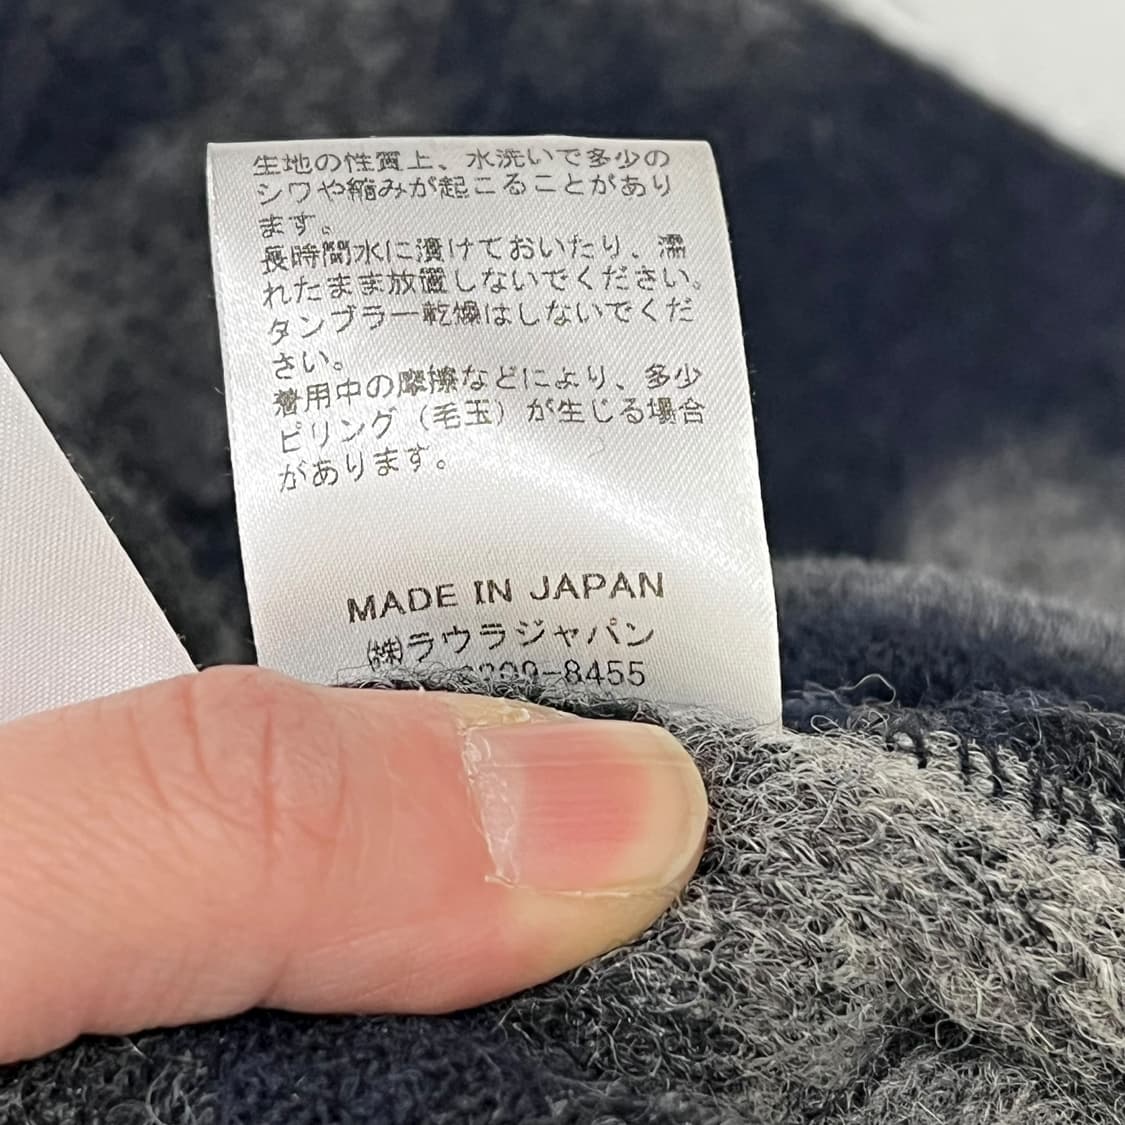 生地の性質上、水洗いで多少の
シワや縮みが起こることがあり
ます。
長時間水に漬けておいたり、濡
れたまま放置しないでください。
タンブラー乾燥はしないでくだ
さい。
着用中の摩擦などにより、多少
ピリング（毛玉）が生じる場合
があります。
MADE IN JAPAN
㈱ラウラジャパン
-8455